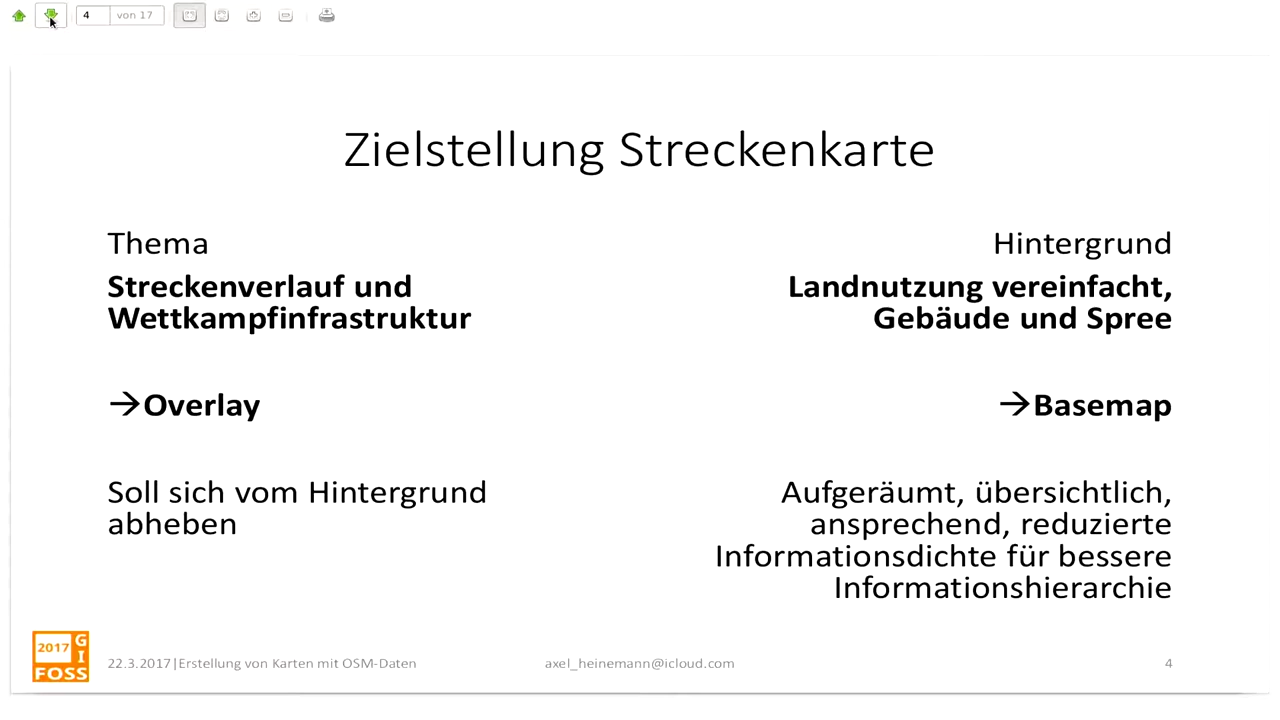 4 von 17
Zielstellung Streckenkarte
Thema
Streckenverlauf und
Wettkampfinfrastruktur
→Overlay
Soll sich vom Hintergrund
abheben
Hintergrund
Landnutzung vereinfacht,
Gebäude und Spree
→Basemap
Aufgeräumt, übersichtlich,
ansprechend, reduzierte
Informationsdichte für bessere
Informationshierarchie
2017 G
I
FOSS
22.3.2017|Erstellung von Karten mit OSM-Daten
axel_heinemann@icloud.com
4